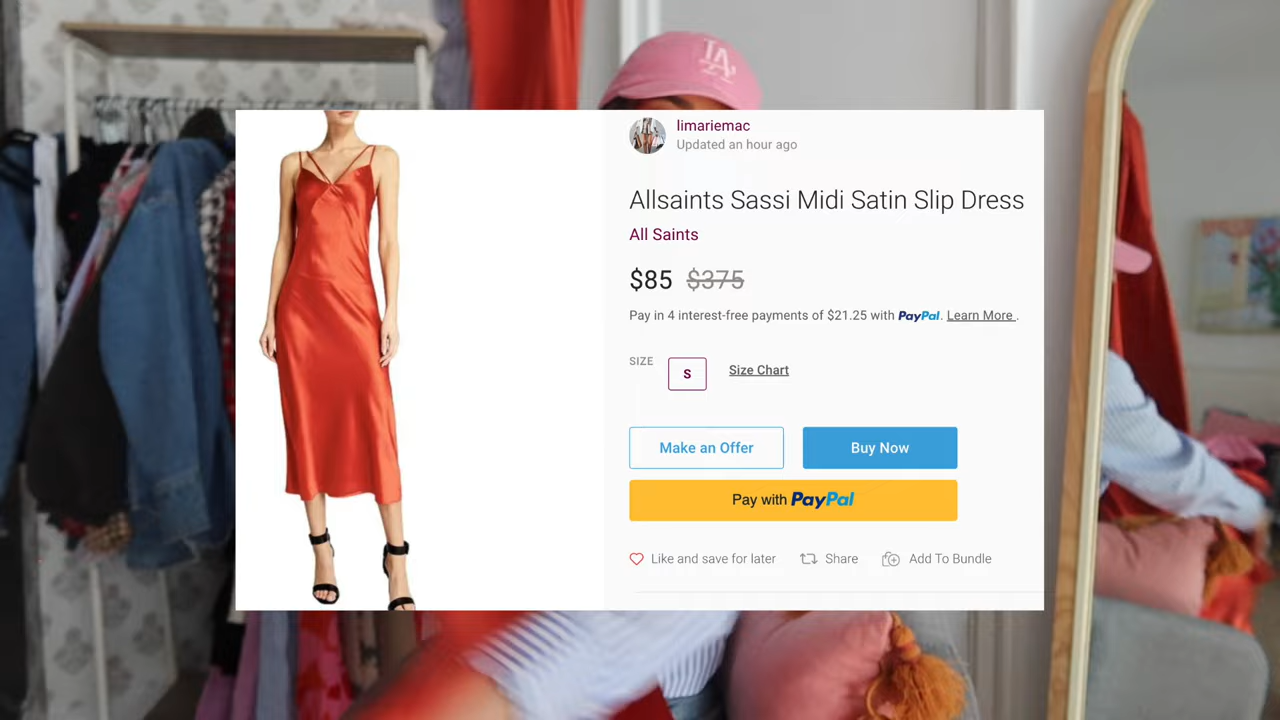 LA
limariemac
Updated an hour ago
Allsaints Sassi Midi Satin Slip Dress
All Saints
$85 $375
Pay in 4 interest-free payments of $21.25 with PayPal. Learn More .
SIZE S Size Chart
Make an Offer Buy Now
Pay with PayPal
Like and save for later Share Add To Bundle